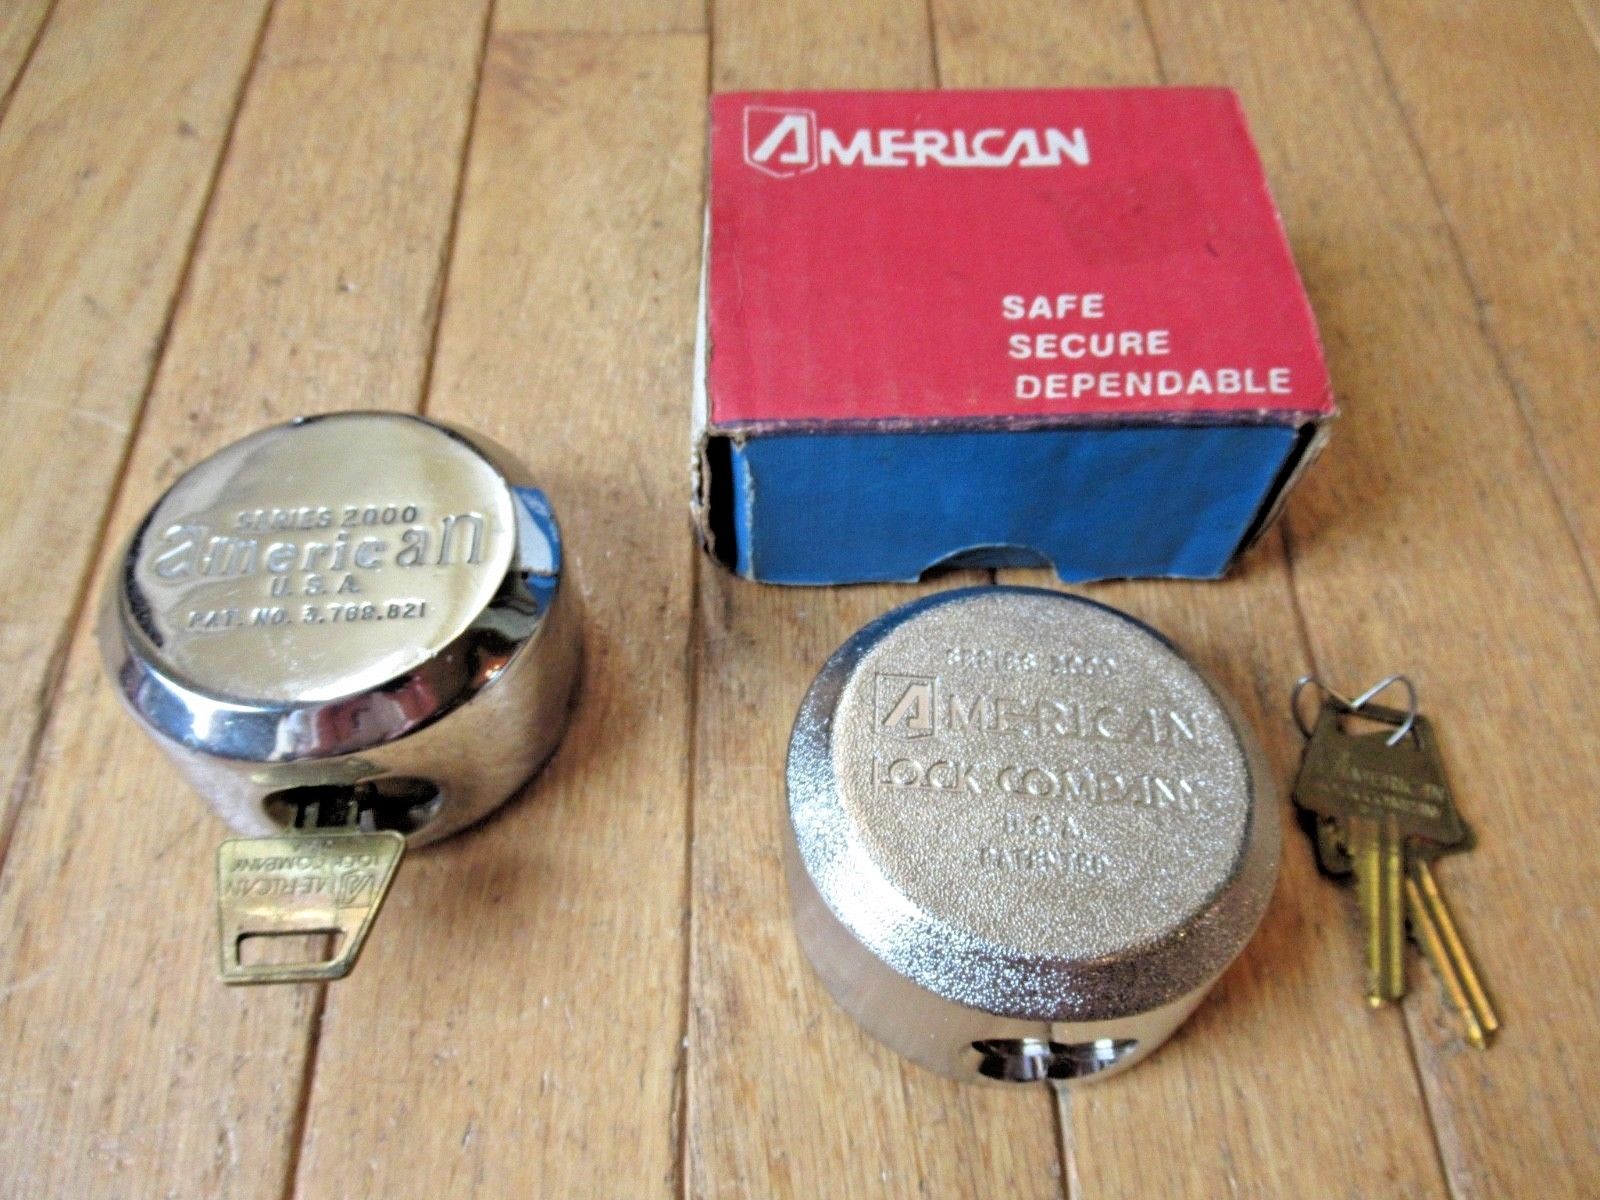 AMERICAN
SAFE
SECURE
DEPENDABLE
SERIES 2000
american
U.S.A.
PAT. NO. 3.768.821
AMERICAN
LOCK COMPANY
SERIES 2000
AMERICAN
LOCK COMPANY
U.S.A.
PATENTED